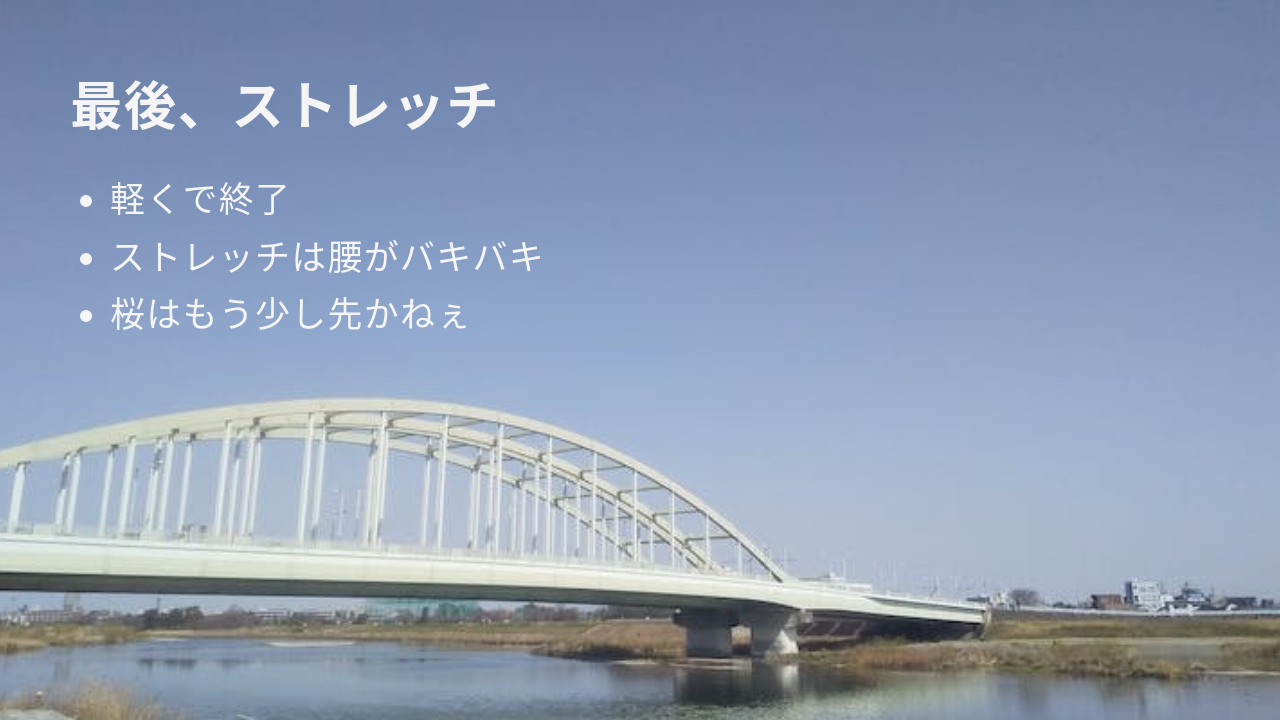 最後、ストレッチ
軽くで終了
ストレッチは腰がバキバキ
桜はもう少し先かねぇ